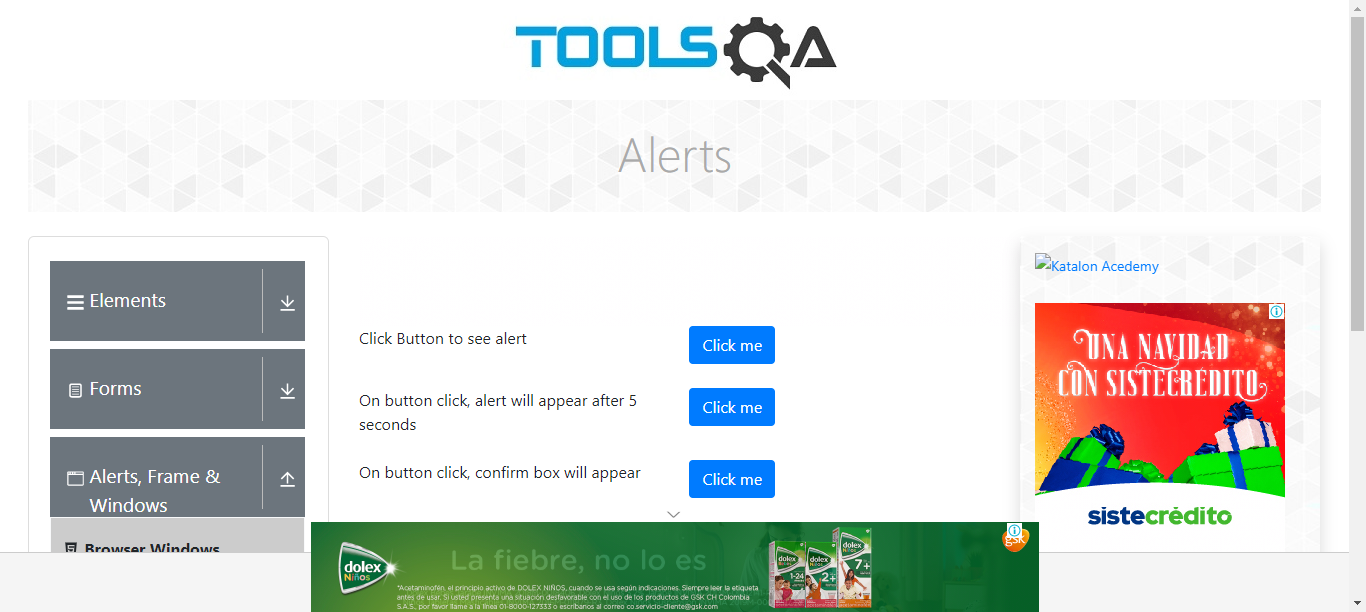 TOOLSQA
Alerts
Elements
Forms
Alerts, Frame &
Windows
Browser Windows
Click Button to see alert
Click me
On button click, alert will appear after 5
seconds
Click me
On button click, confirm box will appear
Click me
Katalon Acedemy
UNA NAVIDAD
CON SISTECRÉDITO
sistecrédito
dolex
Niños
La fiebre, no lo es
*Acetaminofén, el principio activo de DOLEX NIÑOS, cuando se usa según indicaciones. Siempre leer la etiqueta
antes de usar. Si usted presenta una situación desfavorable con el uso de los productos de GSK CH Colombia
S.A.S., por favor llame a la línea 01-8000-127333 o escríbanos al correo co.servicio-cliente@gsk.com
dolex
Niños
1-24
dolex
Niños
2+
dolex
Niños
7+
gsk